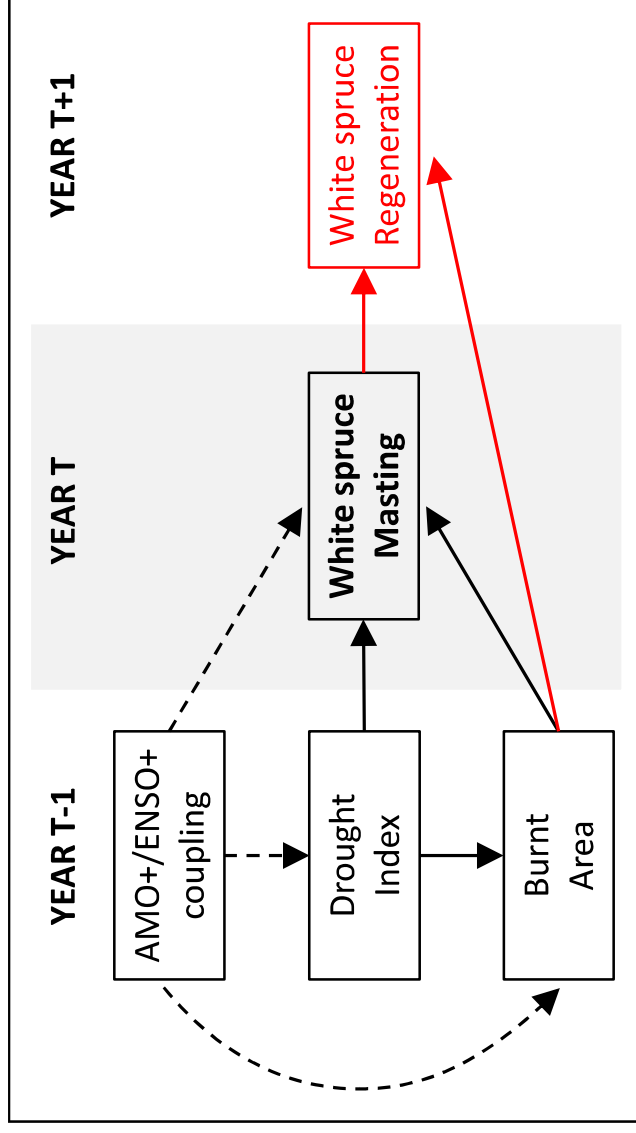 YEAR T-1
YEAR T
YEAR T+1
AMO+/ENSO+
coupling
Drought
Index
White spruce
Masting
White spruce
Regeneration
Burnt
Area